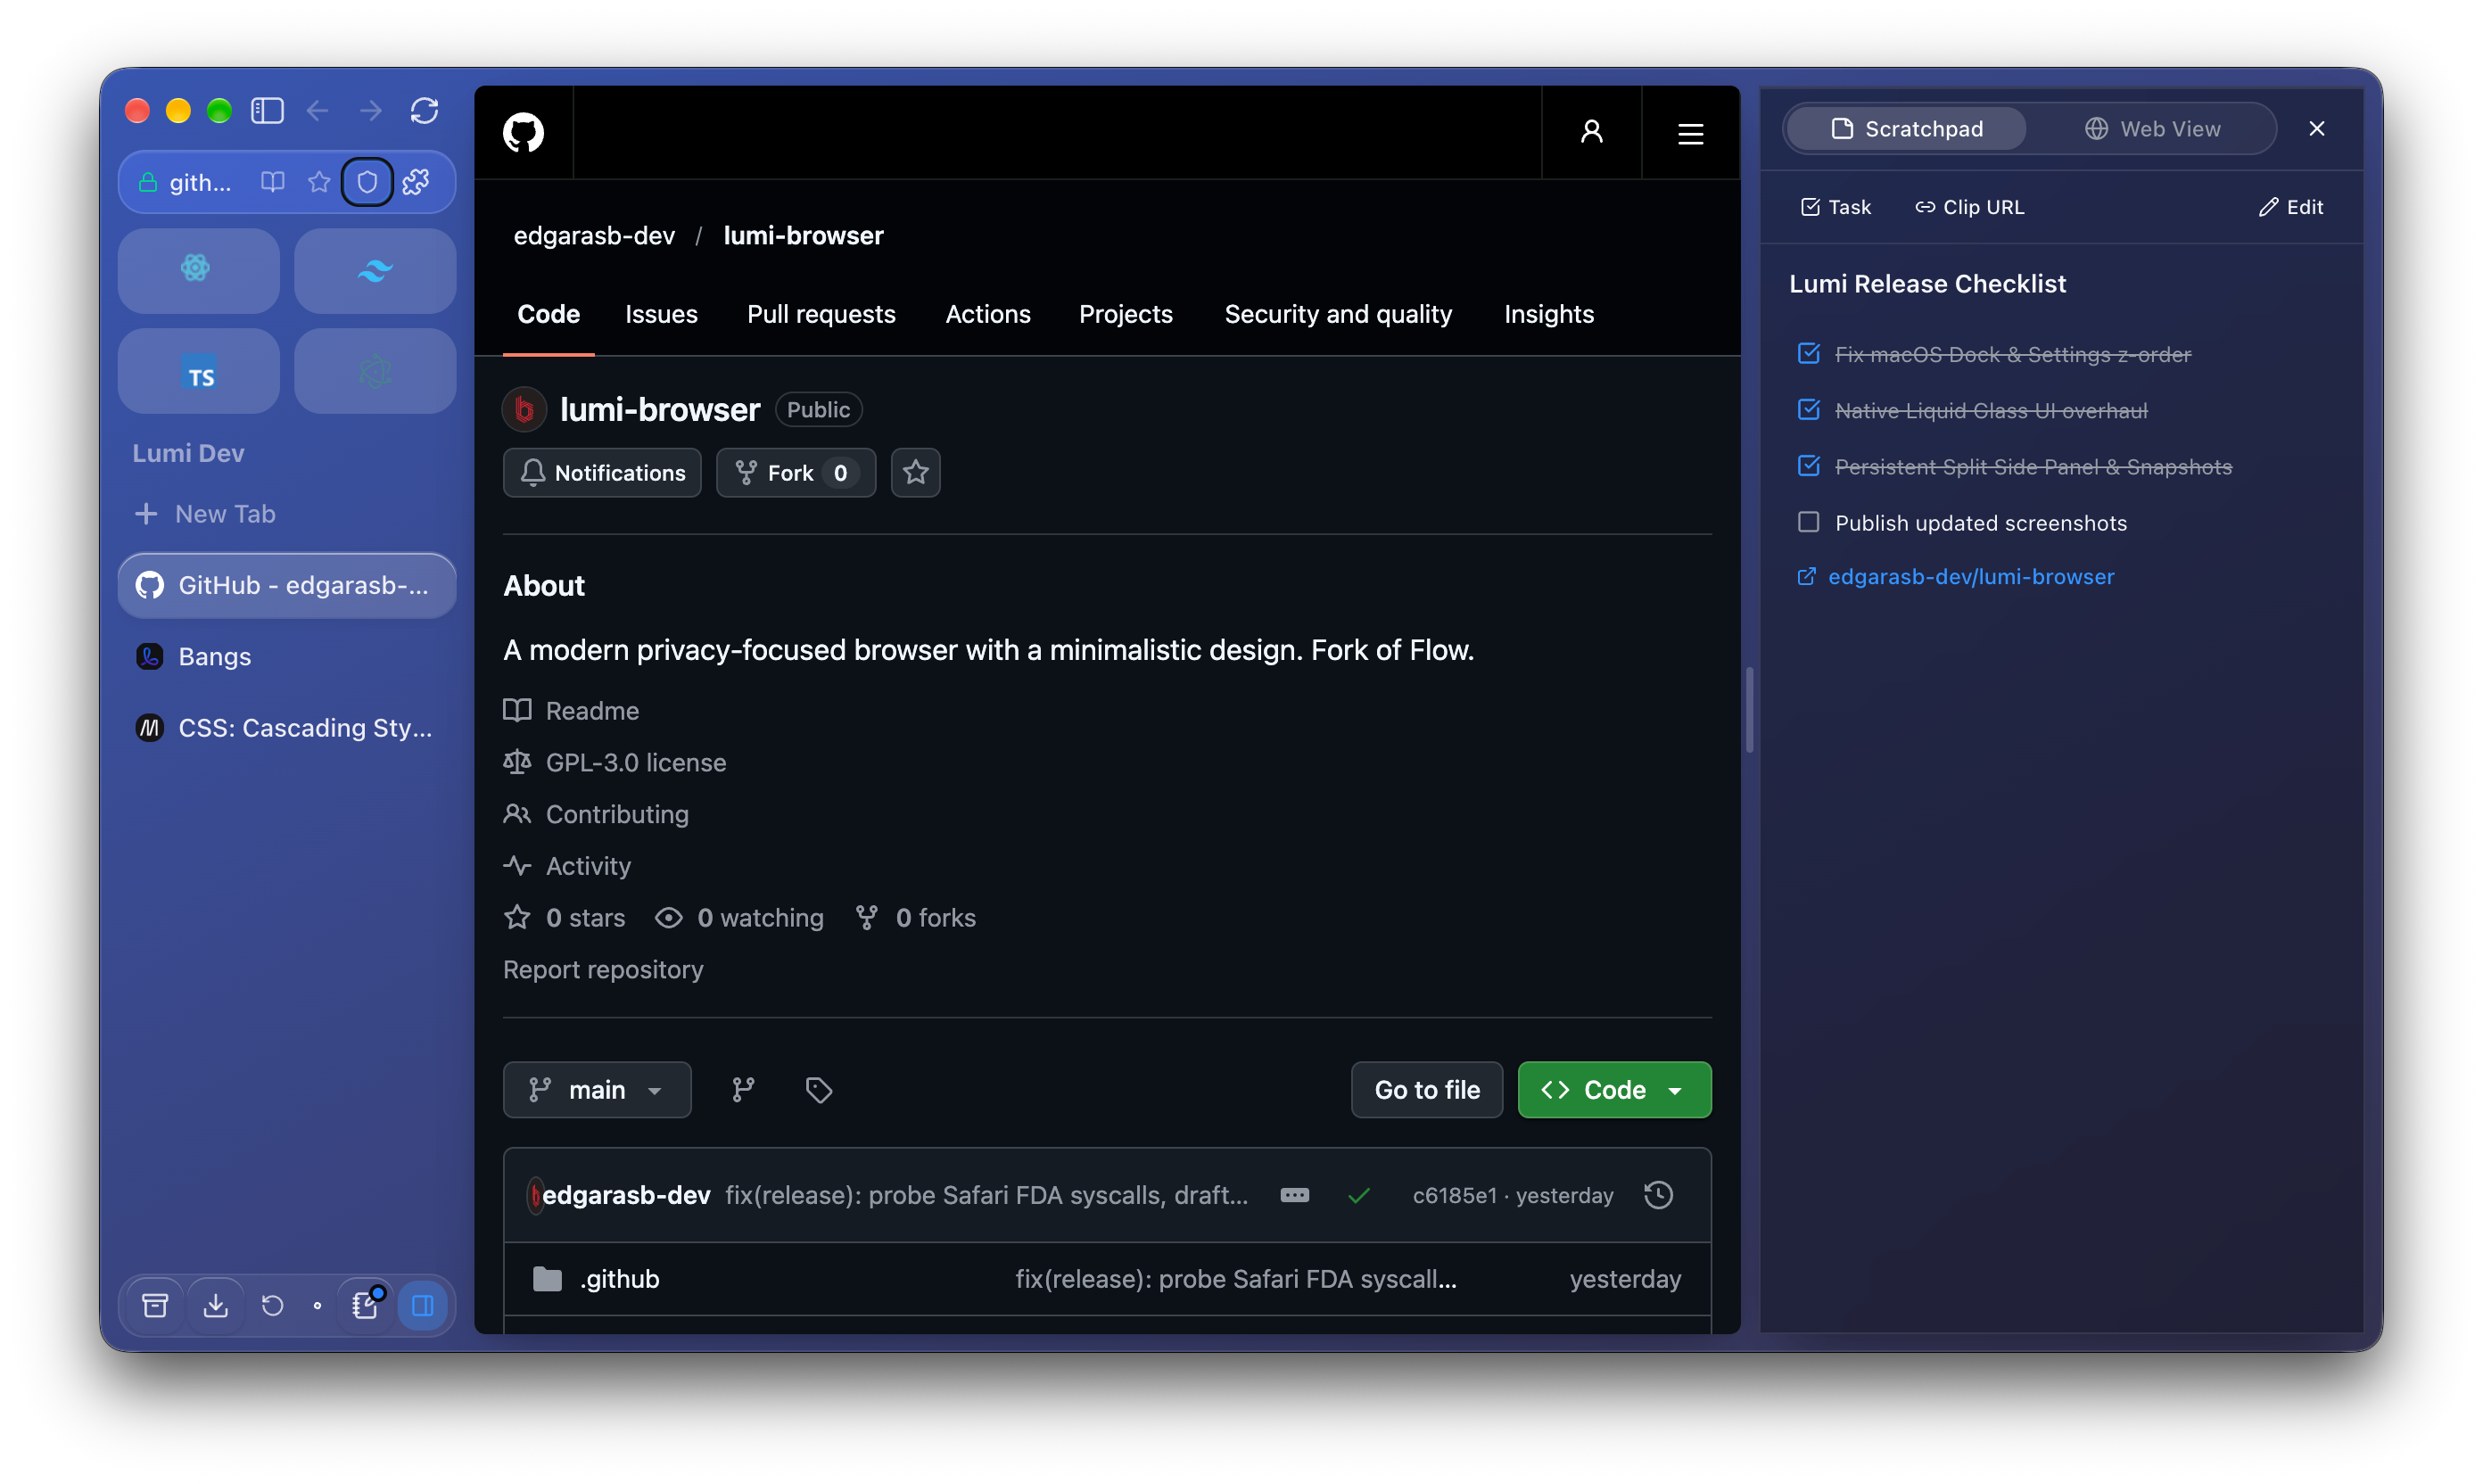 gith...
TS
Lumi Dev
New Tab
GitHub - edgarasb-...
Bangs
CSS: Cascading Sty...
edgarasb-dev / lumi-browser
Code Issues Pull requests Actions Projects Security and quality Insights
lumi-browser Public
Notifications Fork 0
About
A modern privacy-focused browser with a minimalistic design. Fork of Flow.
Readme
GPL-3.0 license
Contributing
Activity
0 stars 0 watching 0 forks
Report repository
main Go to file Code
edgarasb-dev fix(release): probe Safari FDA syscalls, draft... c6185e1 · yesterday
.github fix(release): probe Safari FDA syscall... yesterday
Scratchpad Web View
Task Clip URL Edit
Lumi Release Checklist
Fix macOS Dock & Settings z-order
Native Liquid Glass UI overhaul
Persistent Split Side Panel & Snapshots
Publish updated screenshots
edgarasb-dev/lumi-browser